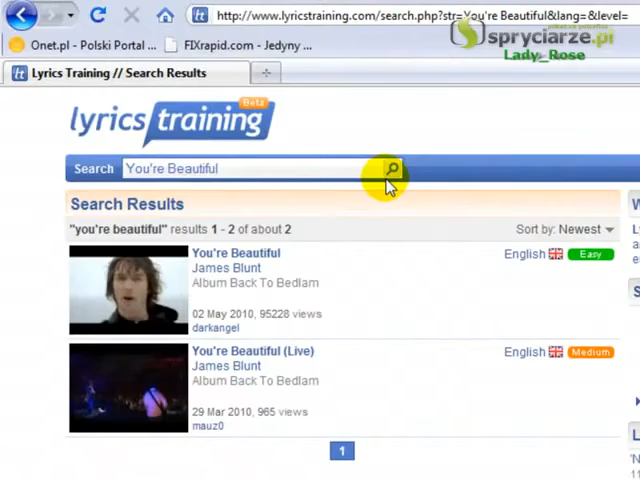 http://www.lyricstraining.com/search.php?str=You're Beautiful&lang=&level=
Onet.pl - Polski Portal ...
FIXrapid.com - Jedyny ...
spryciarze.pl
Lady_Rose
Lyrics Training // Search Results
lyrics training
Beta
Search
You're Beautiful
Search Results
"you're beautiful" results 1 - 2 of about 2
Sort by: Newest
You're Beautiful
English
Easy
James Blunt
Album Back To Bedlam
02 May 2010, 95228 views
darkangel
You're Beautiful (Live)
English
Medium
James Blunt
Album Back To Bedlam
29 Mar 2010, 965 views
mauz0
1